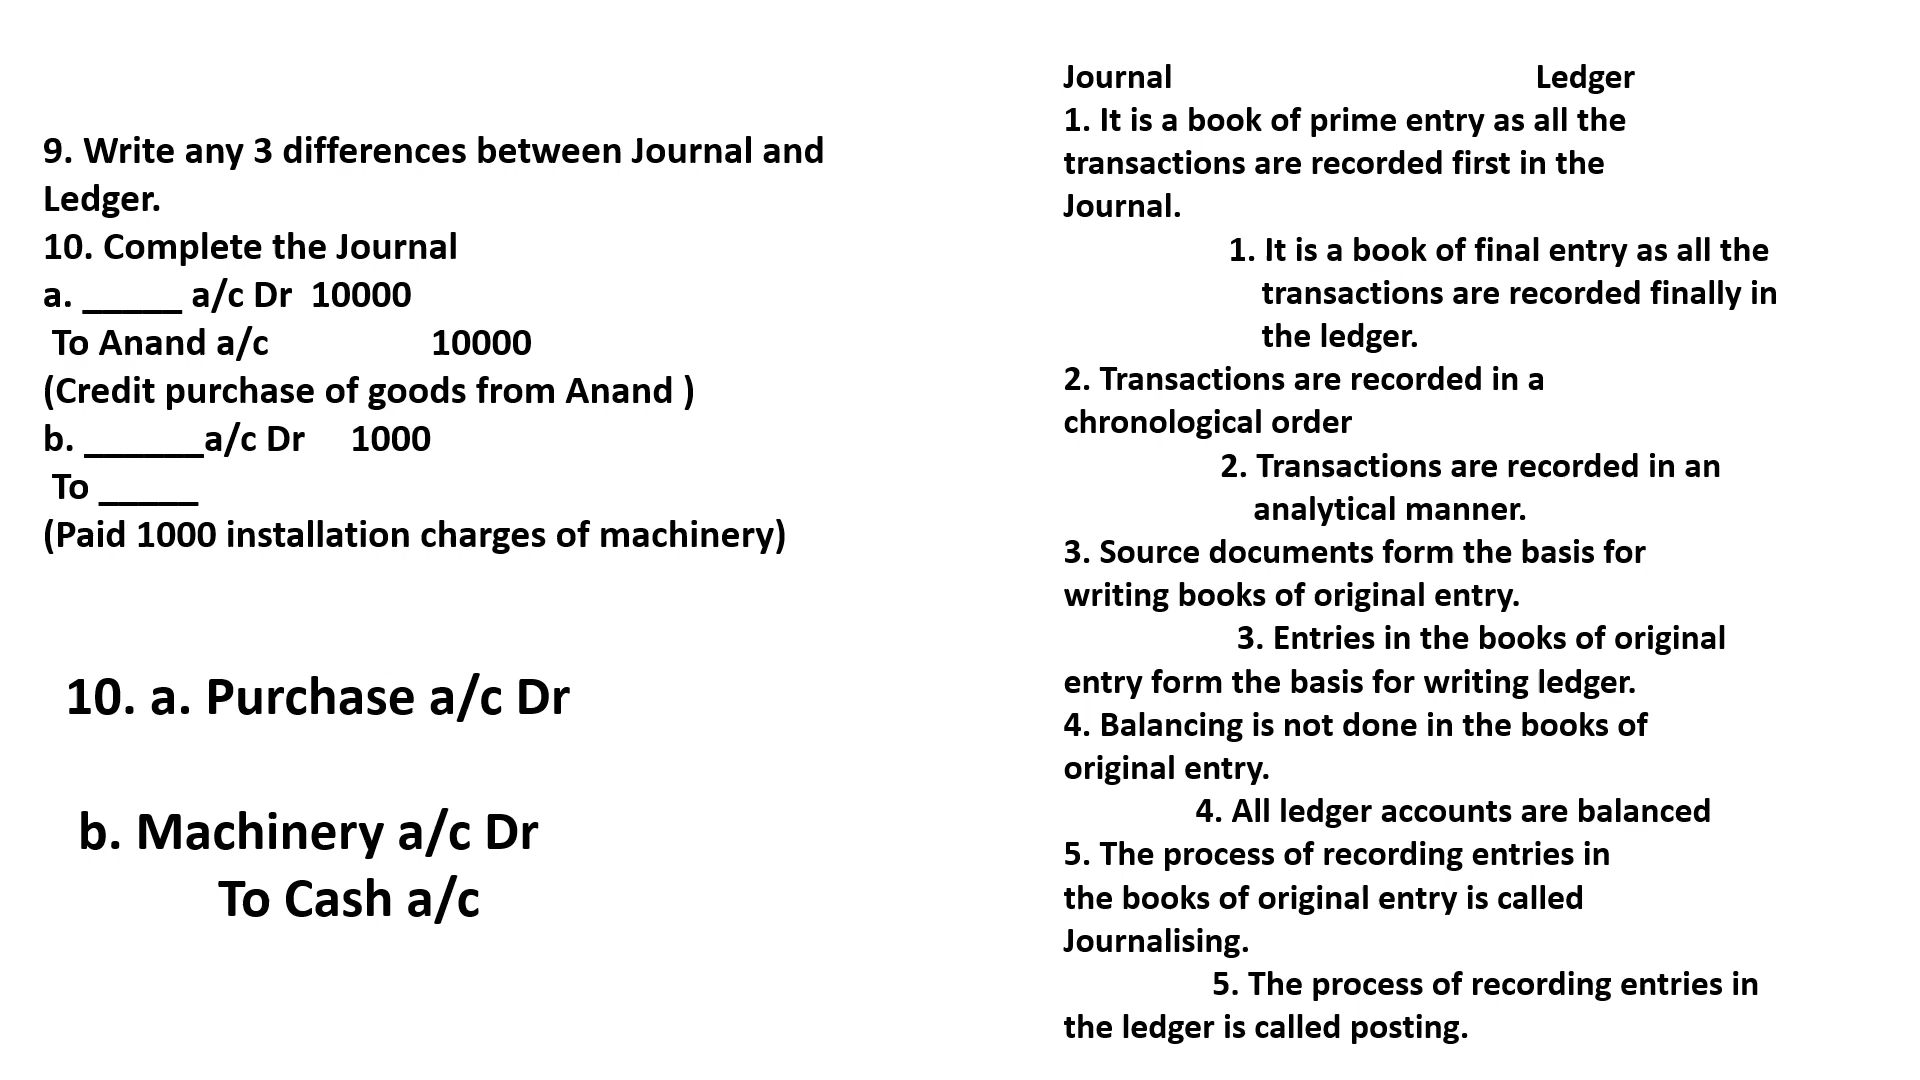 9. Write any 3 differences between Journal and
Ledger.
10. Complete the Journal
a. _____ a/c Dr  10000
To Anand a/c                10000
(Credit purchase of goods from Anand )
b. ______a/c Dr     1000
To _____
(Paid 1000 installation charges of machinery)
10. a. Purchase a/c Dr
b. Machinery a/c Dr
To Cash a/c
Journal                                        Ledger
1. It is a book of prime entry as all the
transactions are recorded first in the
Journal.
1. It is a book of final entry as all the
transactions are recorded finally in
the ledger.
2. Transactions are recorded in a
chronological order
2. Transactions are recorded in an
analytical manner.
3. Source documents form the basis for
writing books of original entry.
3. Entries in the books of original
entry form the basis for writing ledger.
4. Balancing is not done in the books of
original entry.
4. All ledger accounts are balanced
5. The process of recording entries in
the books of original entry is called
Journalising.
5. The process of recording entries in
the ledger is called posting.